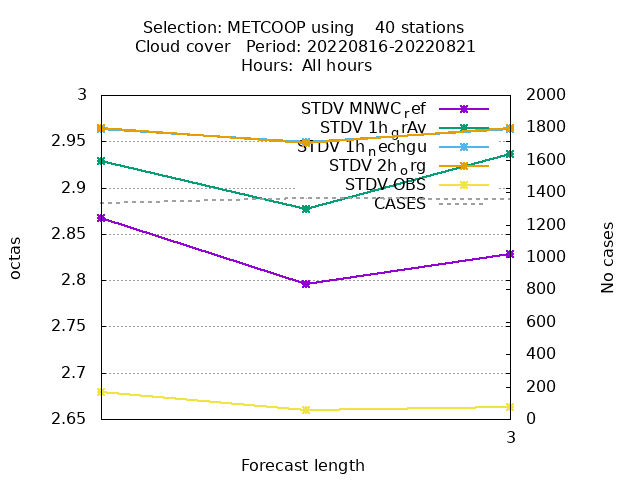 Selection: METCOOP using    40 stations
Cloud cover   Period: 20220816-20220821
Hours:  All hours
3
2.95
2.9
2.85
2.8
2.75
2.7
2.65
octas
STDV MNWC_ref
STDV 1h_orAv
STDV 1h_nechgu
STDV 2h_org
STDV OBS
CASES
2000
1800
1600
1400
1200
1000
800
600
400
200
0
No cases
3
Forecast length